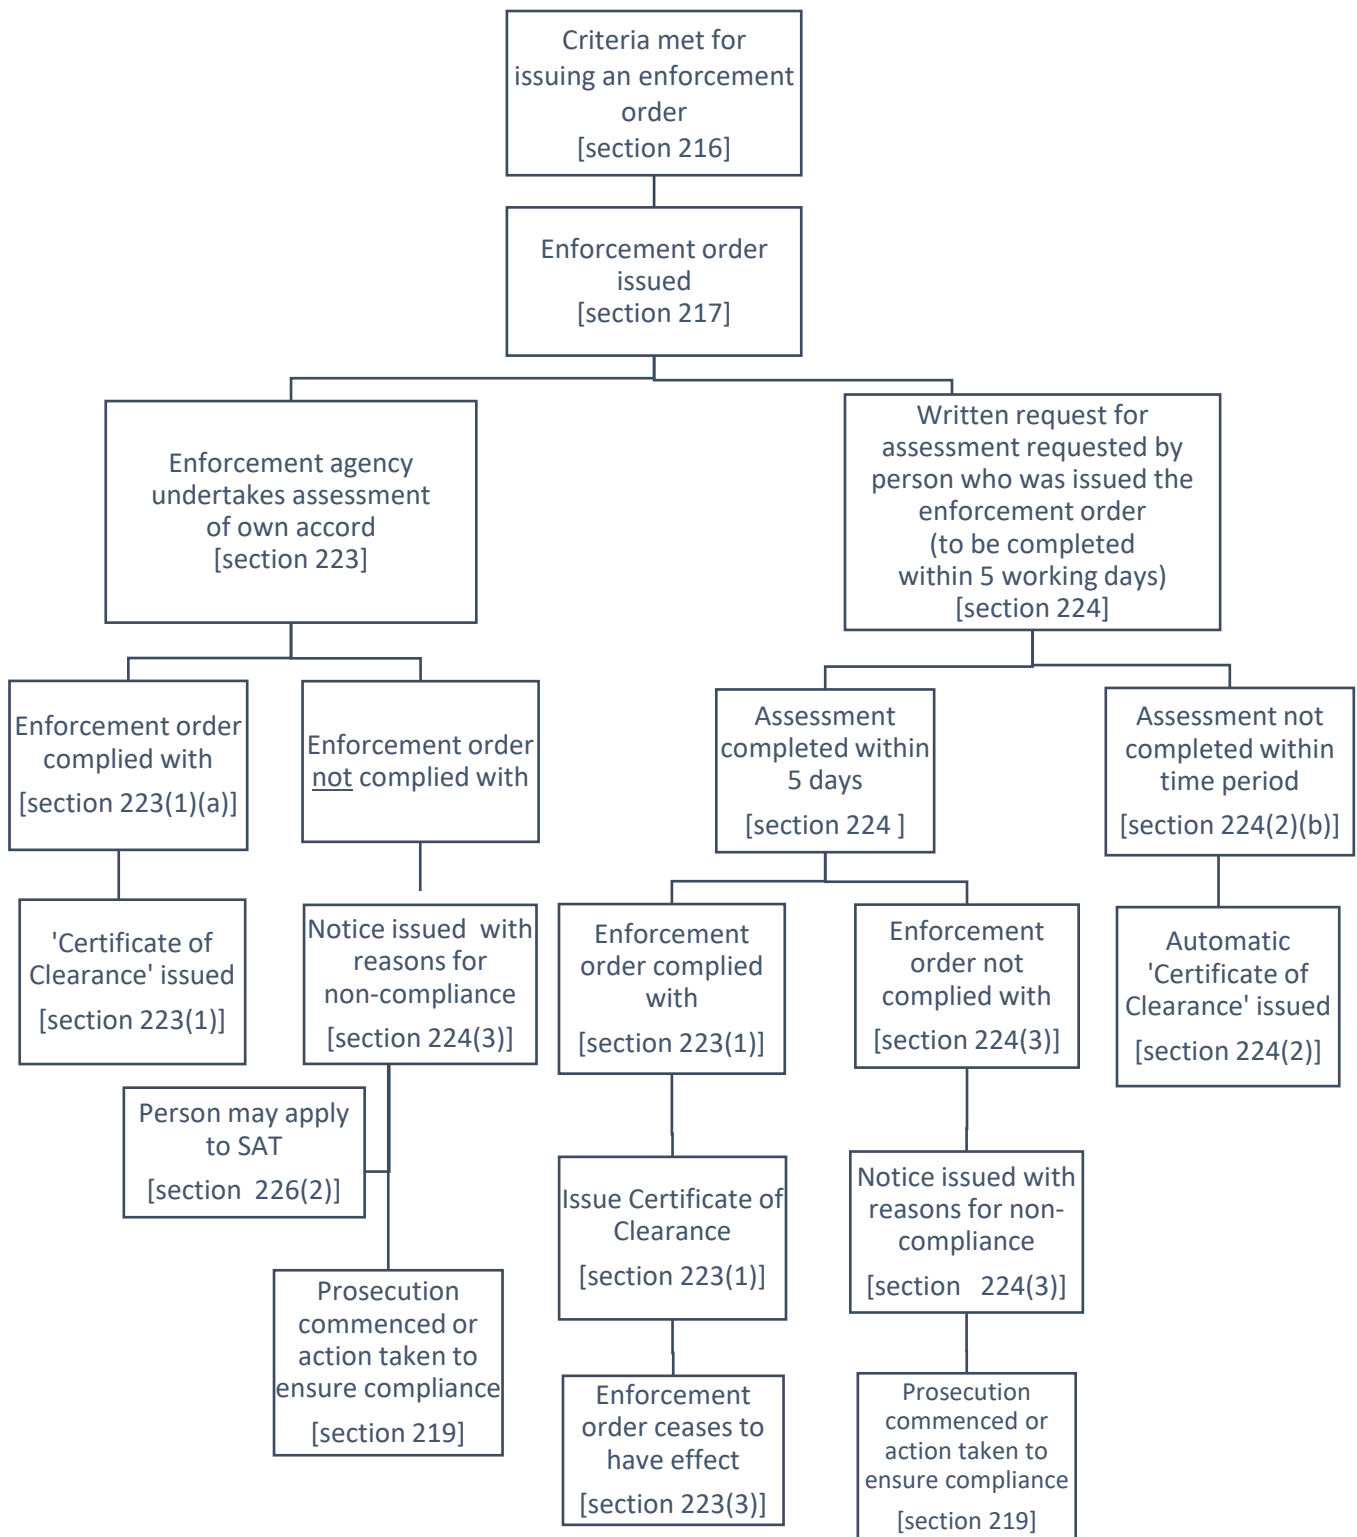 Criteria met for
issuing an enforcement
order
[section 216]
Enforcement order
issued
[section 217]
Enforcement agency
undertakes assessment
of own accord
[section 223]
Written request for
assessment requested by
person who was issued the
enforcement order
(to be completed
within 5 working days)
[section 224]
Enforcement order
complied with
[section 223(1)(a)]
Enforcement order
not complied with
Assessment
completed within
5 days
[section 224 ]
Assessment not
completed within
time period
[section 224(2)(b)]
'Certificate of
Clearance' issued
[section 223(1)]
Notice issued with
reasons for
non-compliance
[section 224(3)]
Enforcement
order complied
with
[section 223(1)]
Enforcement
order not
complied with
[section 224(3)]
Automatic
'Certificate of
Clearance' issued
[section 224(2)]
Person may apply
to SAT
[section 226(2)]
Issue Certificate of
Clearance
[section 223(1)]
Notice issued with
reasons for non-
compliance
[section 224(3)]
Prosecution
commenced or
action taken to
ensure compliance
[section 219]
Enforcement
order ceases to
have effect
[section 223(3)]
Prosecution
commenced or
action taken to
ensure compliance
[section 219]